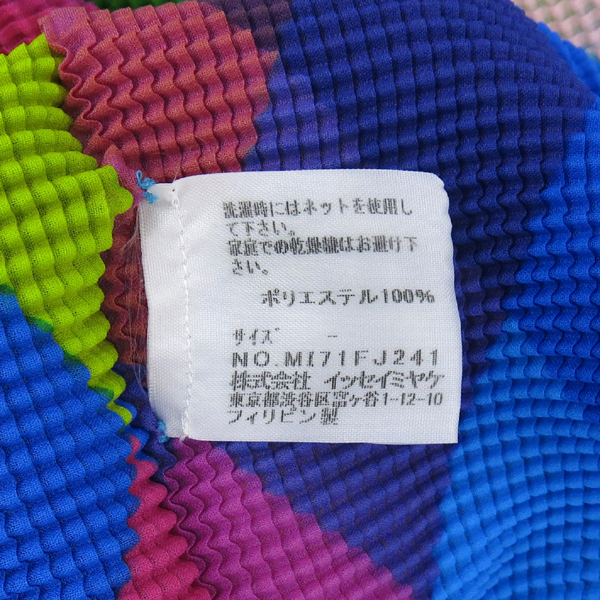 洗濯時にはネットを使用し
て下さい。
家庭での乾燥機はお避け下
さい。
ポリエステル100%
サイズ －
NO.MI71FJ241
株式会社 イッセイミヤケ
東京都渋谷区富ヶ谷1-12-10
フィリピン製